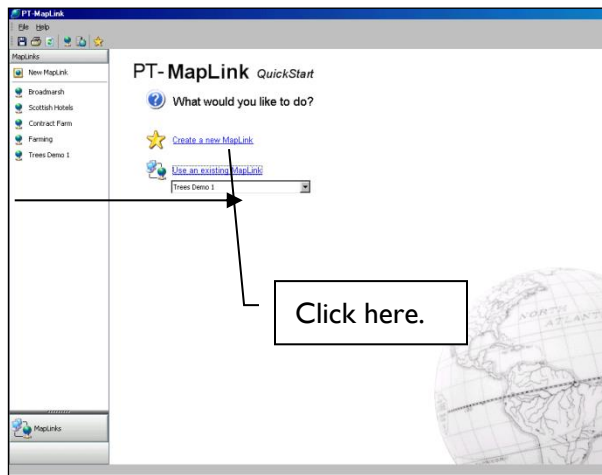 PT-MapLink
File Help
MapLinks
New MapLink
Broadmarsh
Scottish Hotels
Contract Farm
Farming
Trees Demo 1
MapLinks
PT-MapLink QuickStart
What would you like to do?
Create a new MapLink
Use an existing MapLink
Trees Demo 1
Click here.
NORTH
ATLANTIC